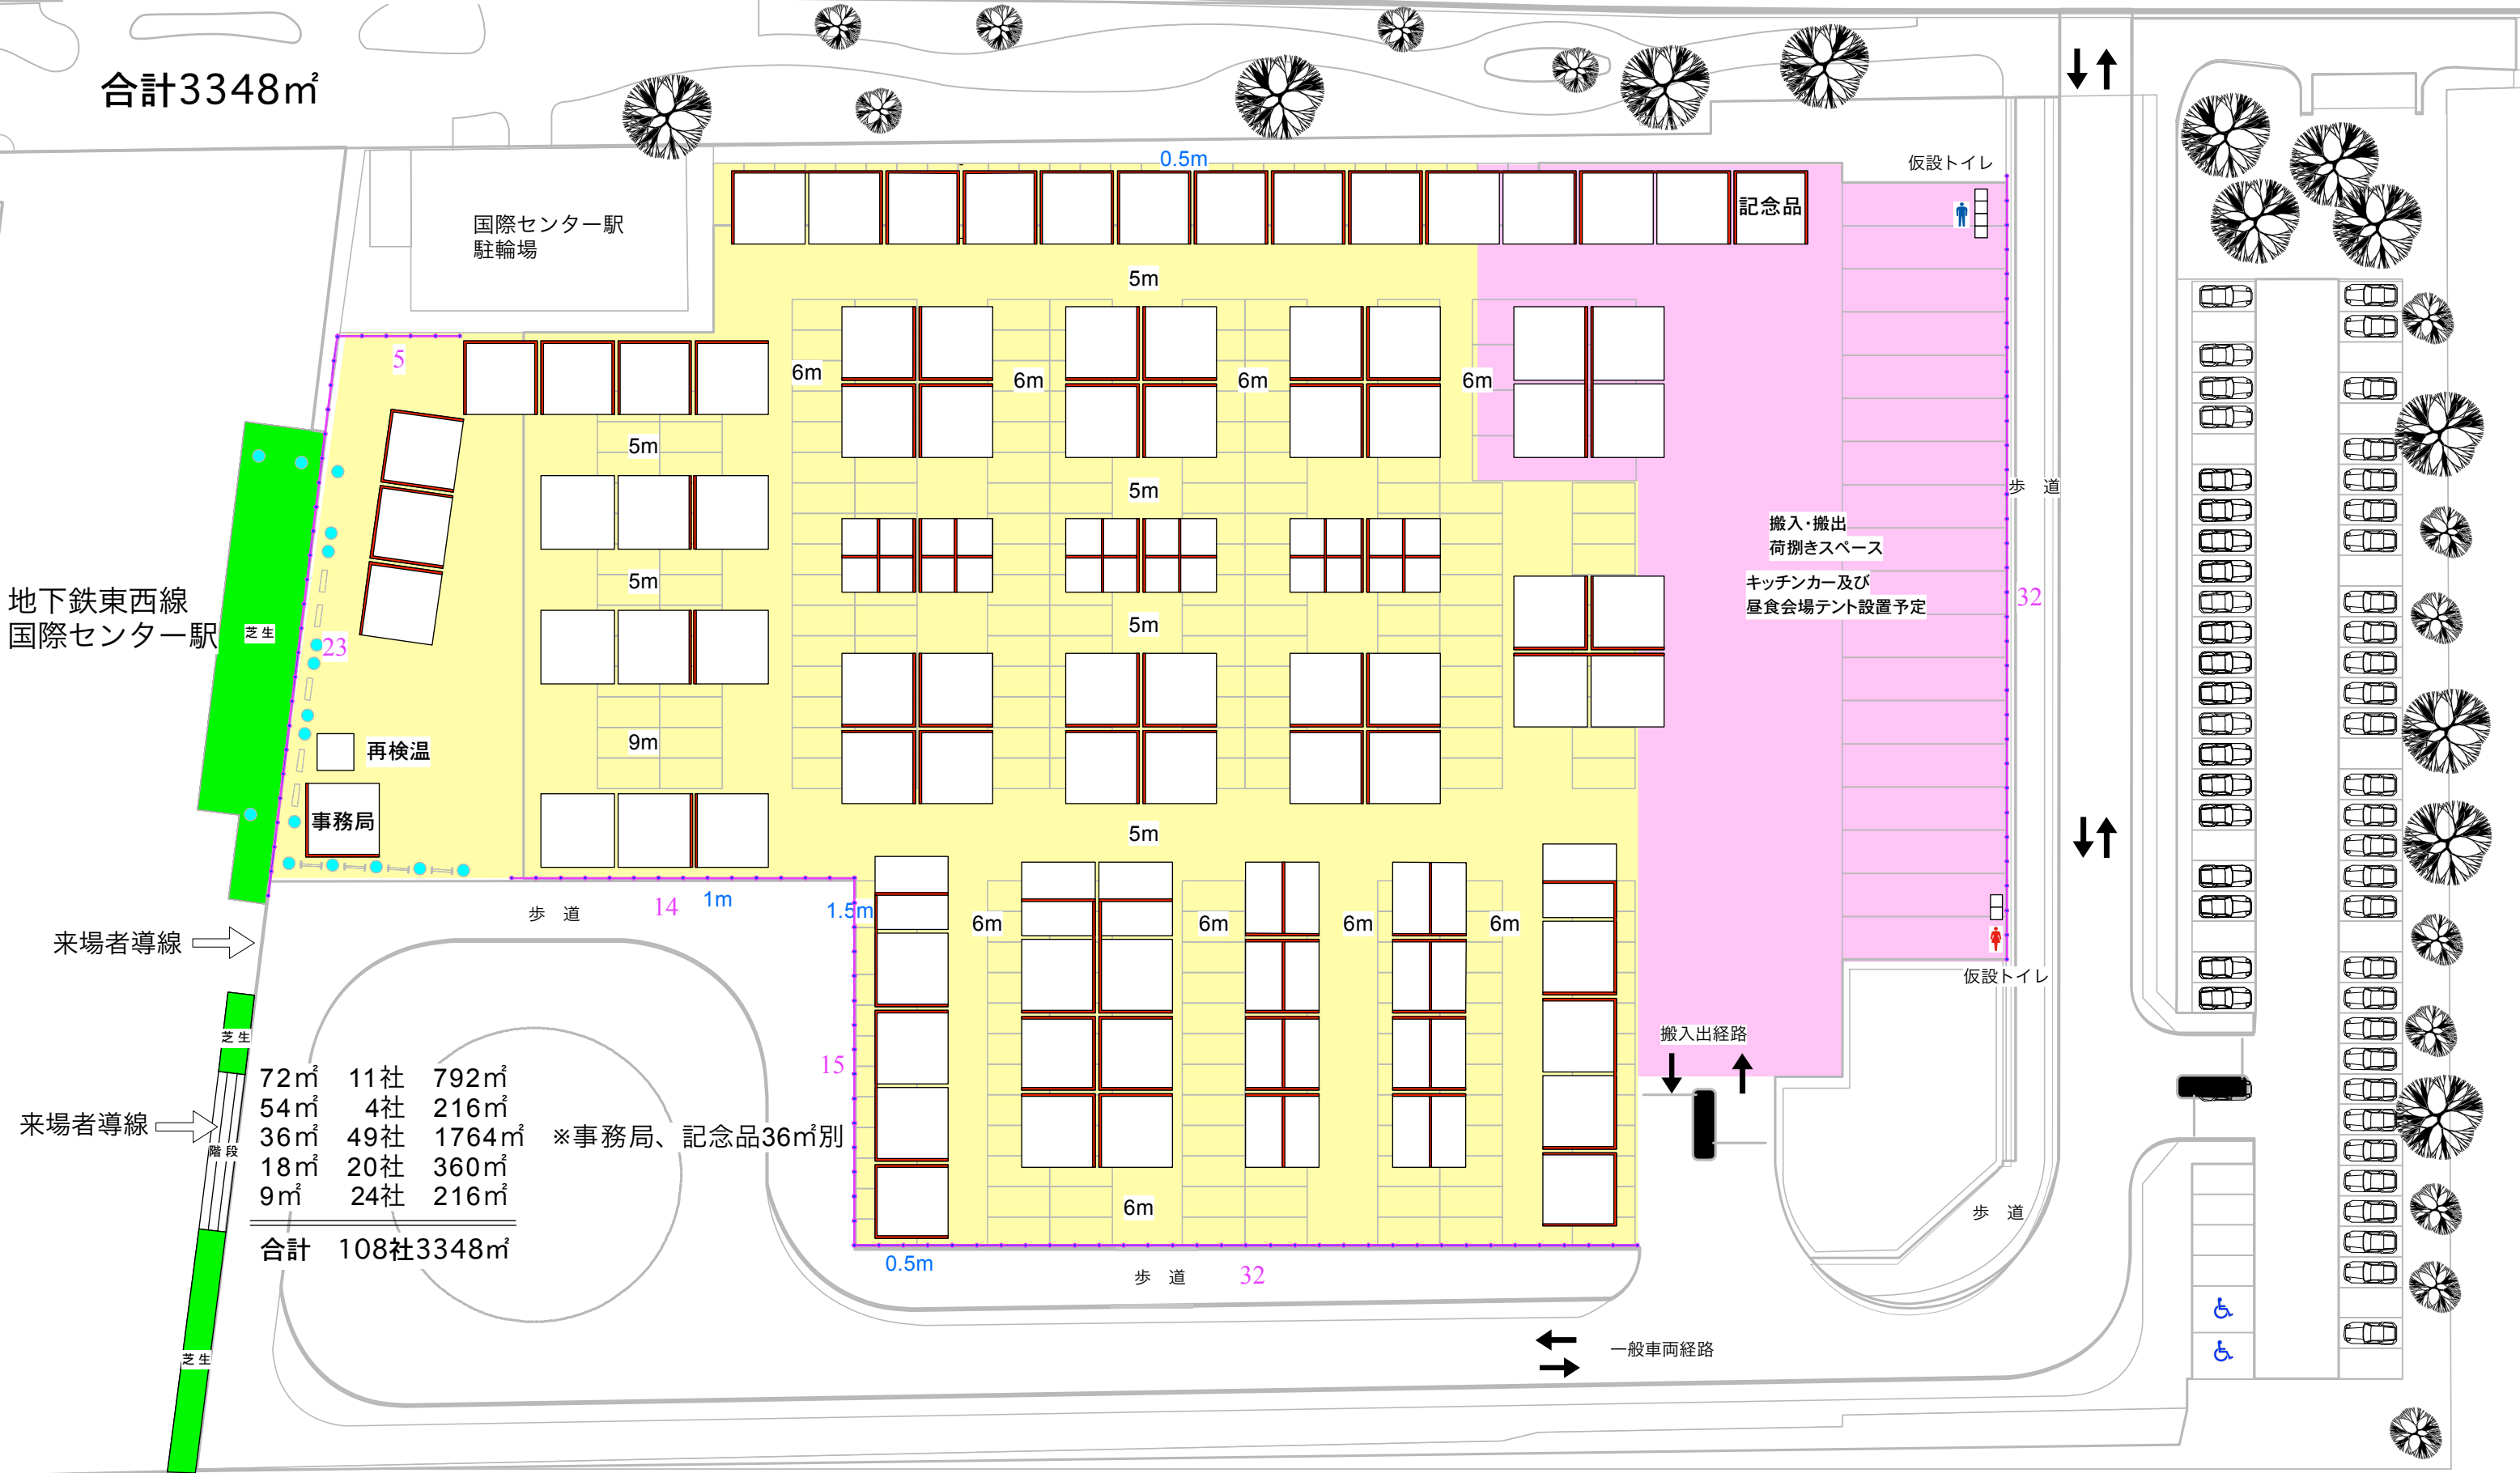 合計3348㎡
仮設トイレ
0.5m
記念品
国際センター駅
駐輪場
5m
5
6m
6m
6m
6m
5m
5m
歩 道
搬入・搬出
荷捌きスペース
キッチンカー及び
昼食会場テント設置予定
32
5m
5m
地下鉄東西線
国際センター駅
芝生
23
9m
再検温
事務局
5m
14
1m
1.5m
歩 道
6m
6m
6m
6m
来場者導線
仮設トイレ
搬入出経路
15
芝生
来場者導線
階段
72㎡ 11社 792㎡
54㎡ 4社 216㎡
36㎡ 49社 1764㎡ ※事務局、記念品36㎡別
18㎡ 20社 360㎡
9㎡ 24社 216㎡
合計 108社3348㎡
6m
歩 道
0.5m
歩 道
32
一般車両経路
芝生